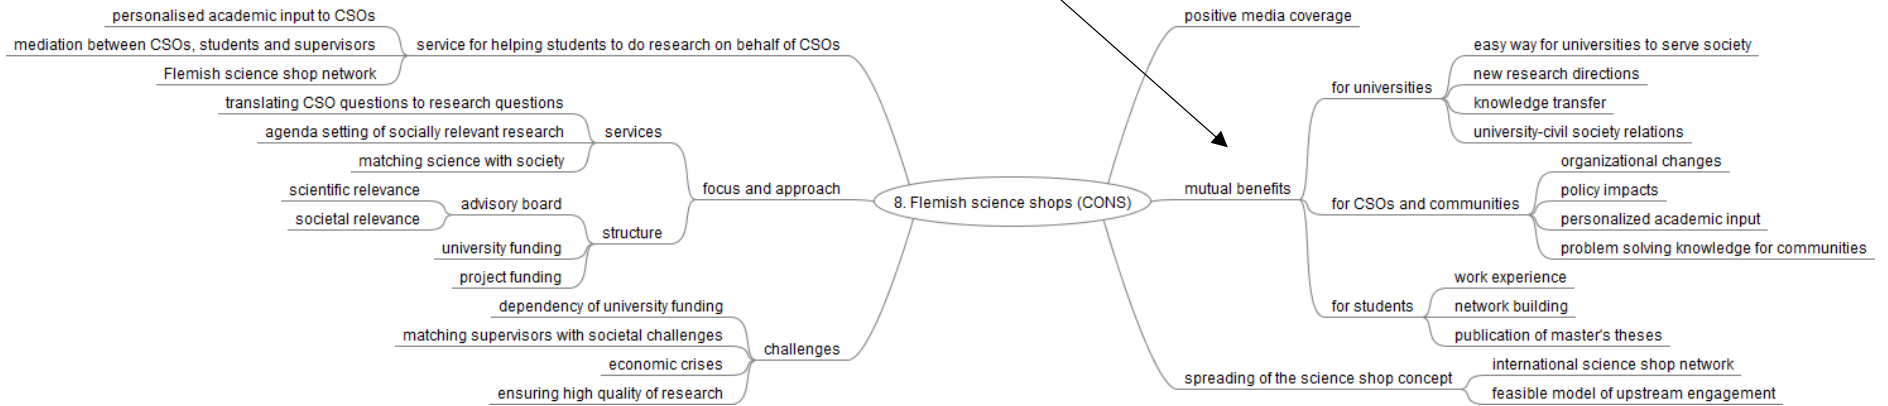 personalised academic input to CSOs
mediation between CSOs, students and supervisors
Flemish science shop network
service for helping students to do research on behalf of CSOs
translating CSO questions to research questions
agenda setting of socially relevant research
matching science with society
services
scientific relevance
societal relevance
advisory board
university funding
project funding
structure
focus and approach
dependency of university funding
matching supervisors with societal challenges
economic crises
ensuring high quality of research
challenges
8. Flemish science shops (CONS)
positive media coverage
mutual benefits
for universities
easy way for universities to serve society
new research directions
knowledge transfer
university-civil society relations
for CSOs and communities
organizational changes
policy impacts
personalized academic input
problem solving knowledge for communities
for students
work experience
network building
publication of master's theses
spreading of the science shop concept
international science shop network
feasible model of upstream engagement